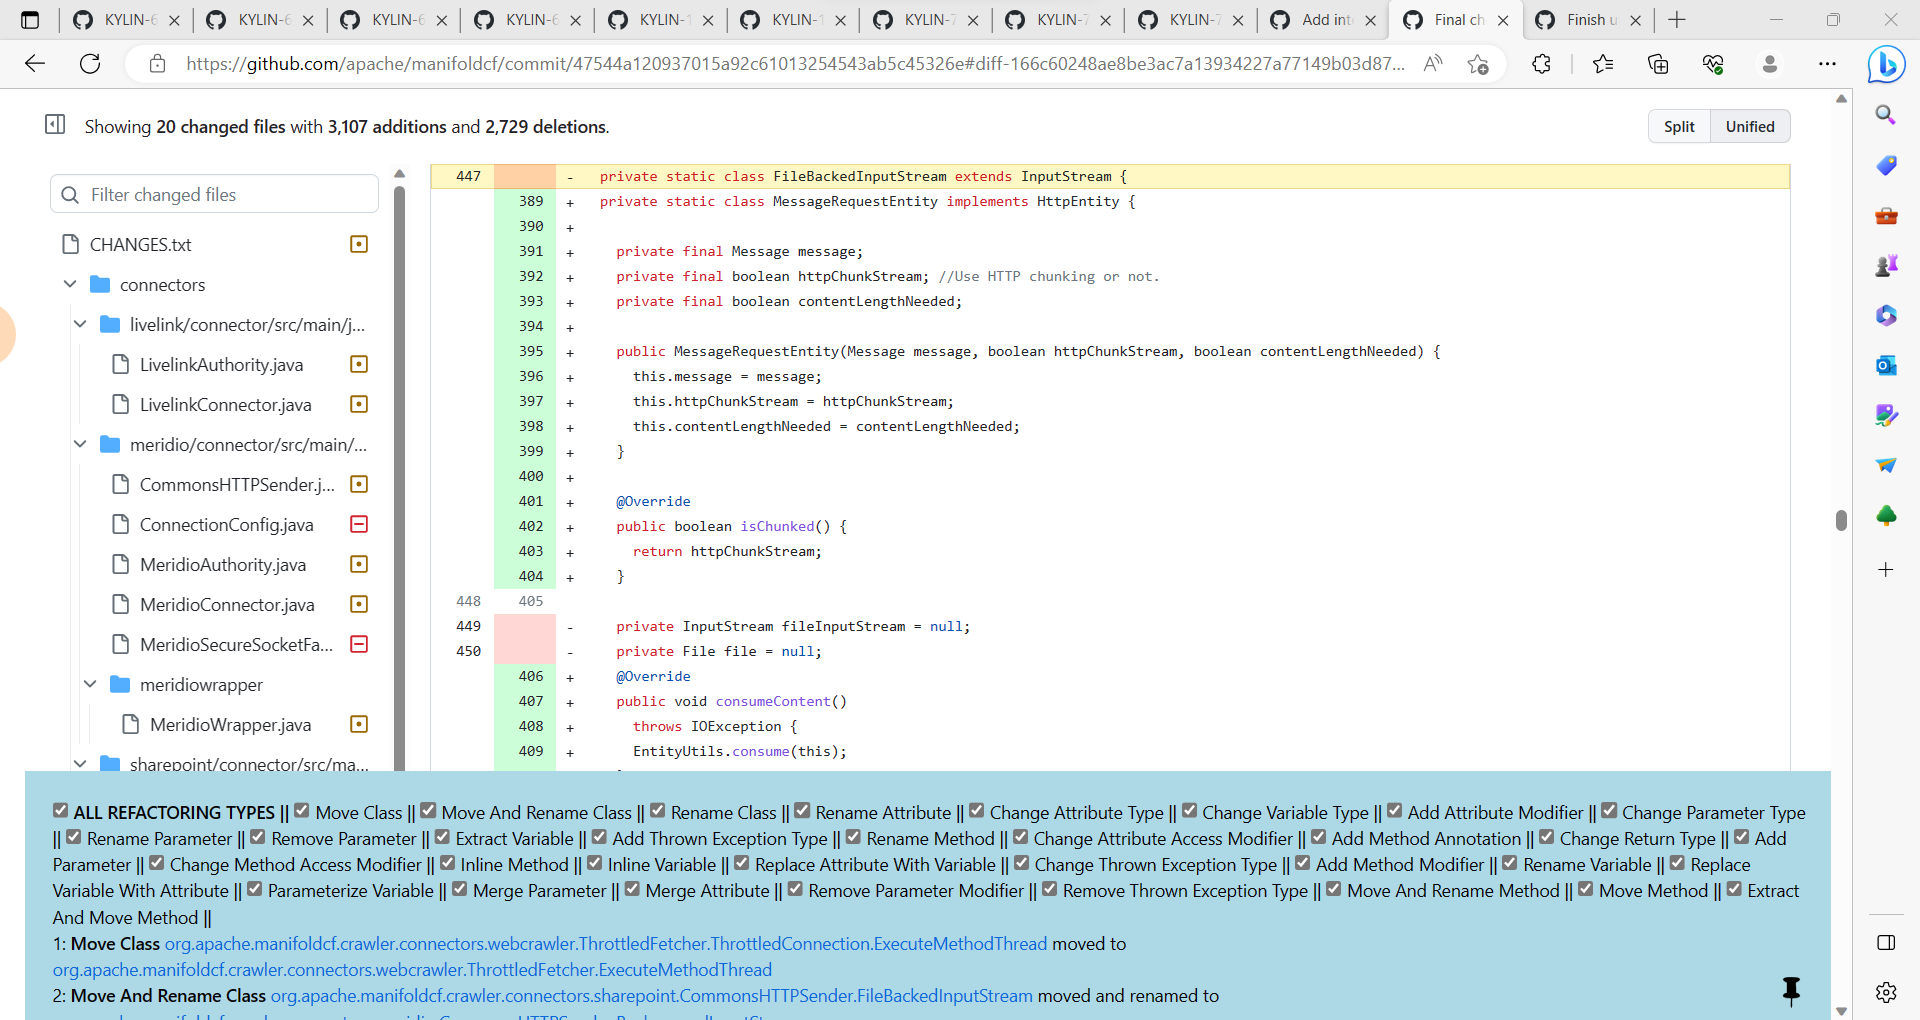 KYLIN-6 KYLIN-6 KYLIN-6 KYLIN-6 KYLIN-1 KYLIN-1 KYLIN-7 KYLIN-7 KYLIN-7 Add int Final ch Finish u
https://github.com/apache/manifoldcf/commit/47544a120937015a92c61013254543ab5c45326e#diff-166c60248ae8be3ac7a13934227a77149b03d87...
Showing 20 changed files with 3,107 additions and 2,729 deletions.
Split Unified
Filter changed files
CHANGES.txt
connectors
livelink/connector/src/main/j...
LivelinkAuthority.java
LivelinkConnector.java
meridio/connector/src/main/...
CommonsHTTPSender.j...
ConnectionConfig.java
MeridioAuthority.java
MeridioConnector.java
MeridioSecureSocketFa...
meridiowrapper
MeridioWrapper.java
sharepoint/connector/src/ma...
447 - private static class FileBackedInputStream extends InputStream {
389 + private static class MessageRequestEntity implements HttpEntity {
390 +
391 + private final Message message;
392 + private final boolean httpChunkStream; //Use HTTP chunking or not.
393 + private final boolean contentLengthNeeded;
394 +
395 + public MessageRequestEntity(Message message, boolean httpChunkStream, boolean contentLengthNeeded) {
396 + this.message = message;
397 + this.httpChunkStream = httpChunkStream;
398 + this.contentLengthNeeded = contentLengthNeeded;
399 + }
400 +
401 + @Override
402 + public boolean isChunked() {
403 + return httpChunkStream;
404 + }
448 405
449 - private InputStream fileInputStream = null;
450 - private File file = null;
406 + @Override
407 + public void consumeContent()
408 + throws IOException {
409 + EntityUtils.consume(this);
ALL REFACTORING TYPES || Move Class || Move And Rename Class || Rename Class || Rename Attribute || Change Attribute Type || Change Variable Type || Add Attribute Modifier || Change Parameter Type
|| Rename Parameter || Remove Parameter || Extract Variable || Add Thrown Exception Type || Rename Method || Change Attribute Access Modifier || Add Method Annotation || Change Return Type || Add
Parameter || Change Method Access Modifier || Inline Method || Inline Variable || Replace Attribute With Variable || Change Thrown Exception Type || Add Method Modifier || Rename Variable || Replace
Variable With Attribute || Parameterize Variable || Merge Parameter || Merge Attribute || Remove Parameter Modifier || Remove Thrown Exception Type || Move And Rename Method || Move Method || Extract
And Move Method ||
1: Move Class org.apache.manifoldcf.crawler.connectors.webcrawler.ThrottledFetcher.ThrottledConnection.ExecuteMethodThread moved to
org.apache.manifoldcf.crawler.connectors.webcrawler.ThrottledFetcher.ExecuteMethodThread
2: Move And Rename Class org.apache.manifoldcf.crawler.connectors.sharepoint.CommonsHTTPSender.FileBackedInputStream moved and renamed to